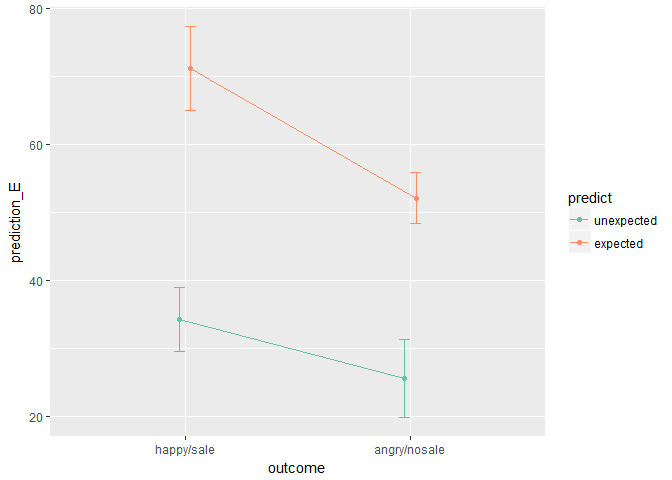 80
60
40
20
prediction_E
happy/sale
angry/nosale
outcome
predict
unexpected
expected